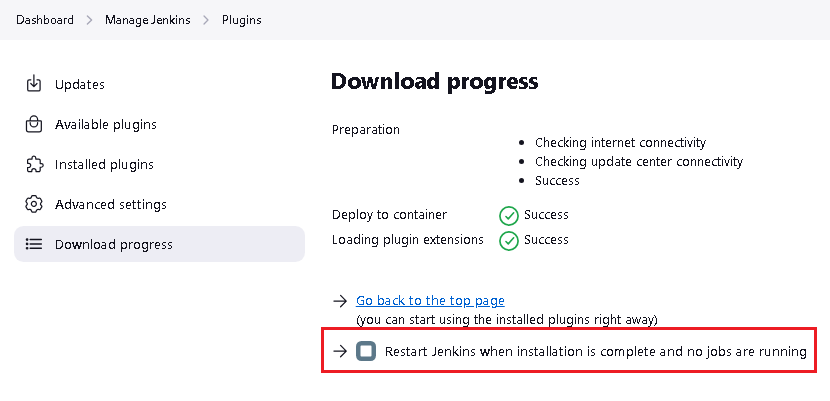 Dashboard > Manage Jenkins > Plugins
Updates
Available plugins
Installed plugins
Advanced settings
Download progress
Download progress
Preparation
• Checking internet connectivity
• Checking update center connectivity
• Success
Deploy to container Success
Loading plugin extensions Success
→ Go back to the top page
(you can start using the installed plugins right away)
→ Restart Jenkins when installation is complete and no jobs are running